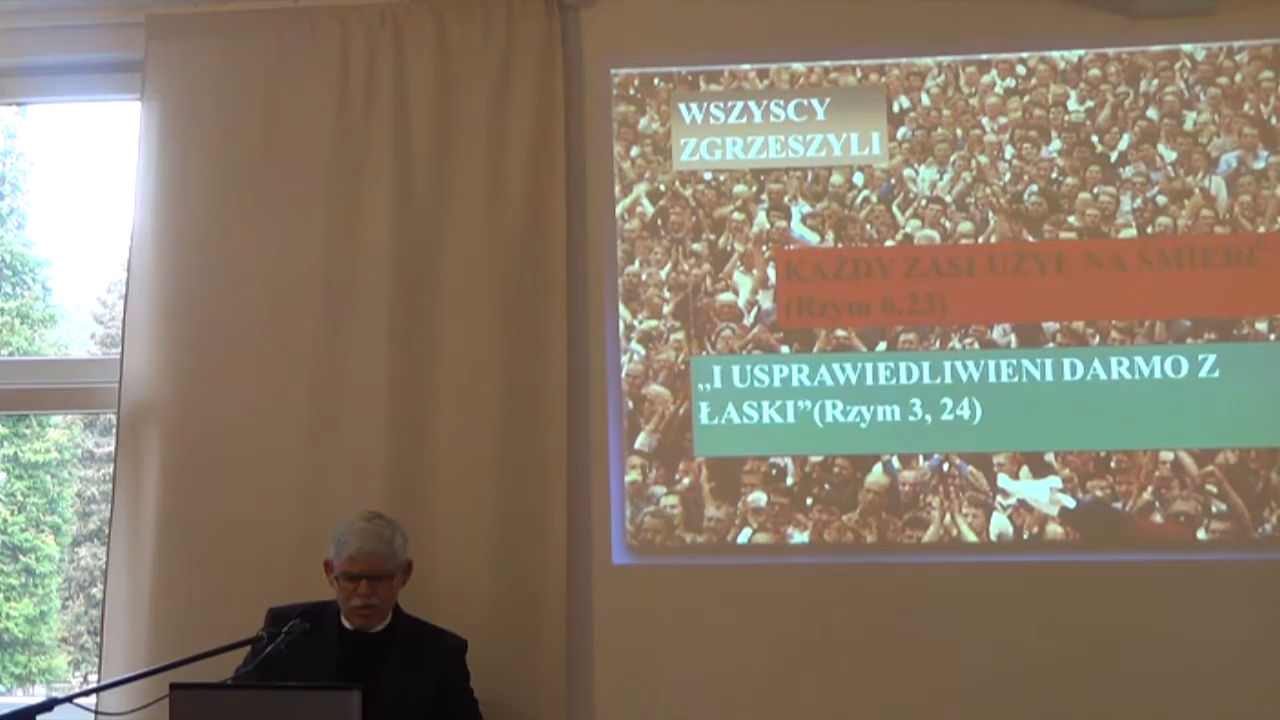 WSZYSCY
ZGRZESZYLI
KAŻDY ZASŁUŻYŁ NA ŚMIERĆ
(Rzym 6,23)
„I USPRAWIEDLIWIENI DARMO Z
ŁASKI”(Rzym 3, 24)